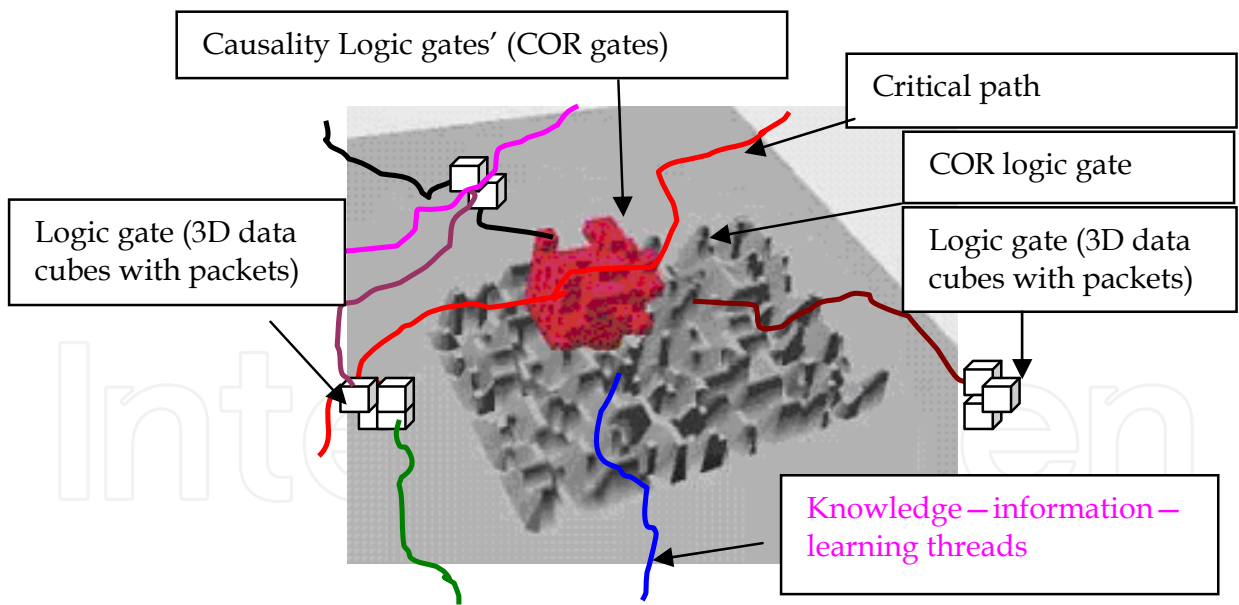 Causality Logic gates’ (COR gates)
Critical path
COR logic gate
Logic gate (3D data
cubes with packets)
Logic gate (3D data
cubes with packets)
Knowledge—information—
learning threads